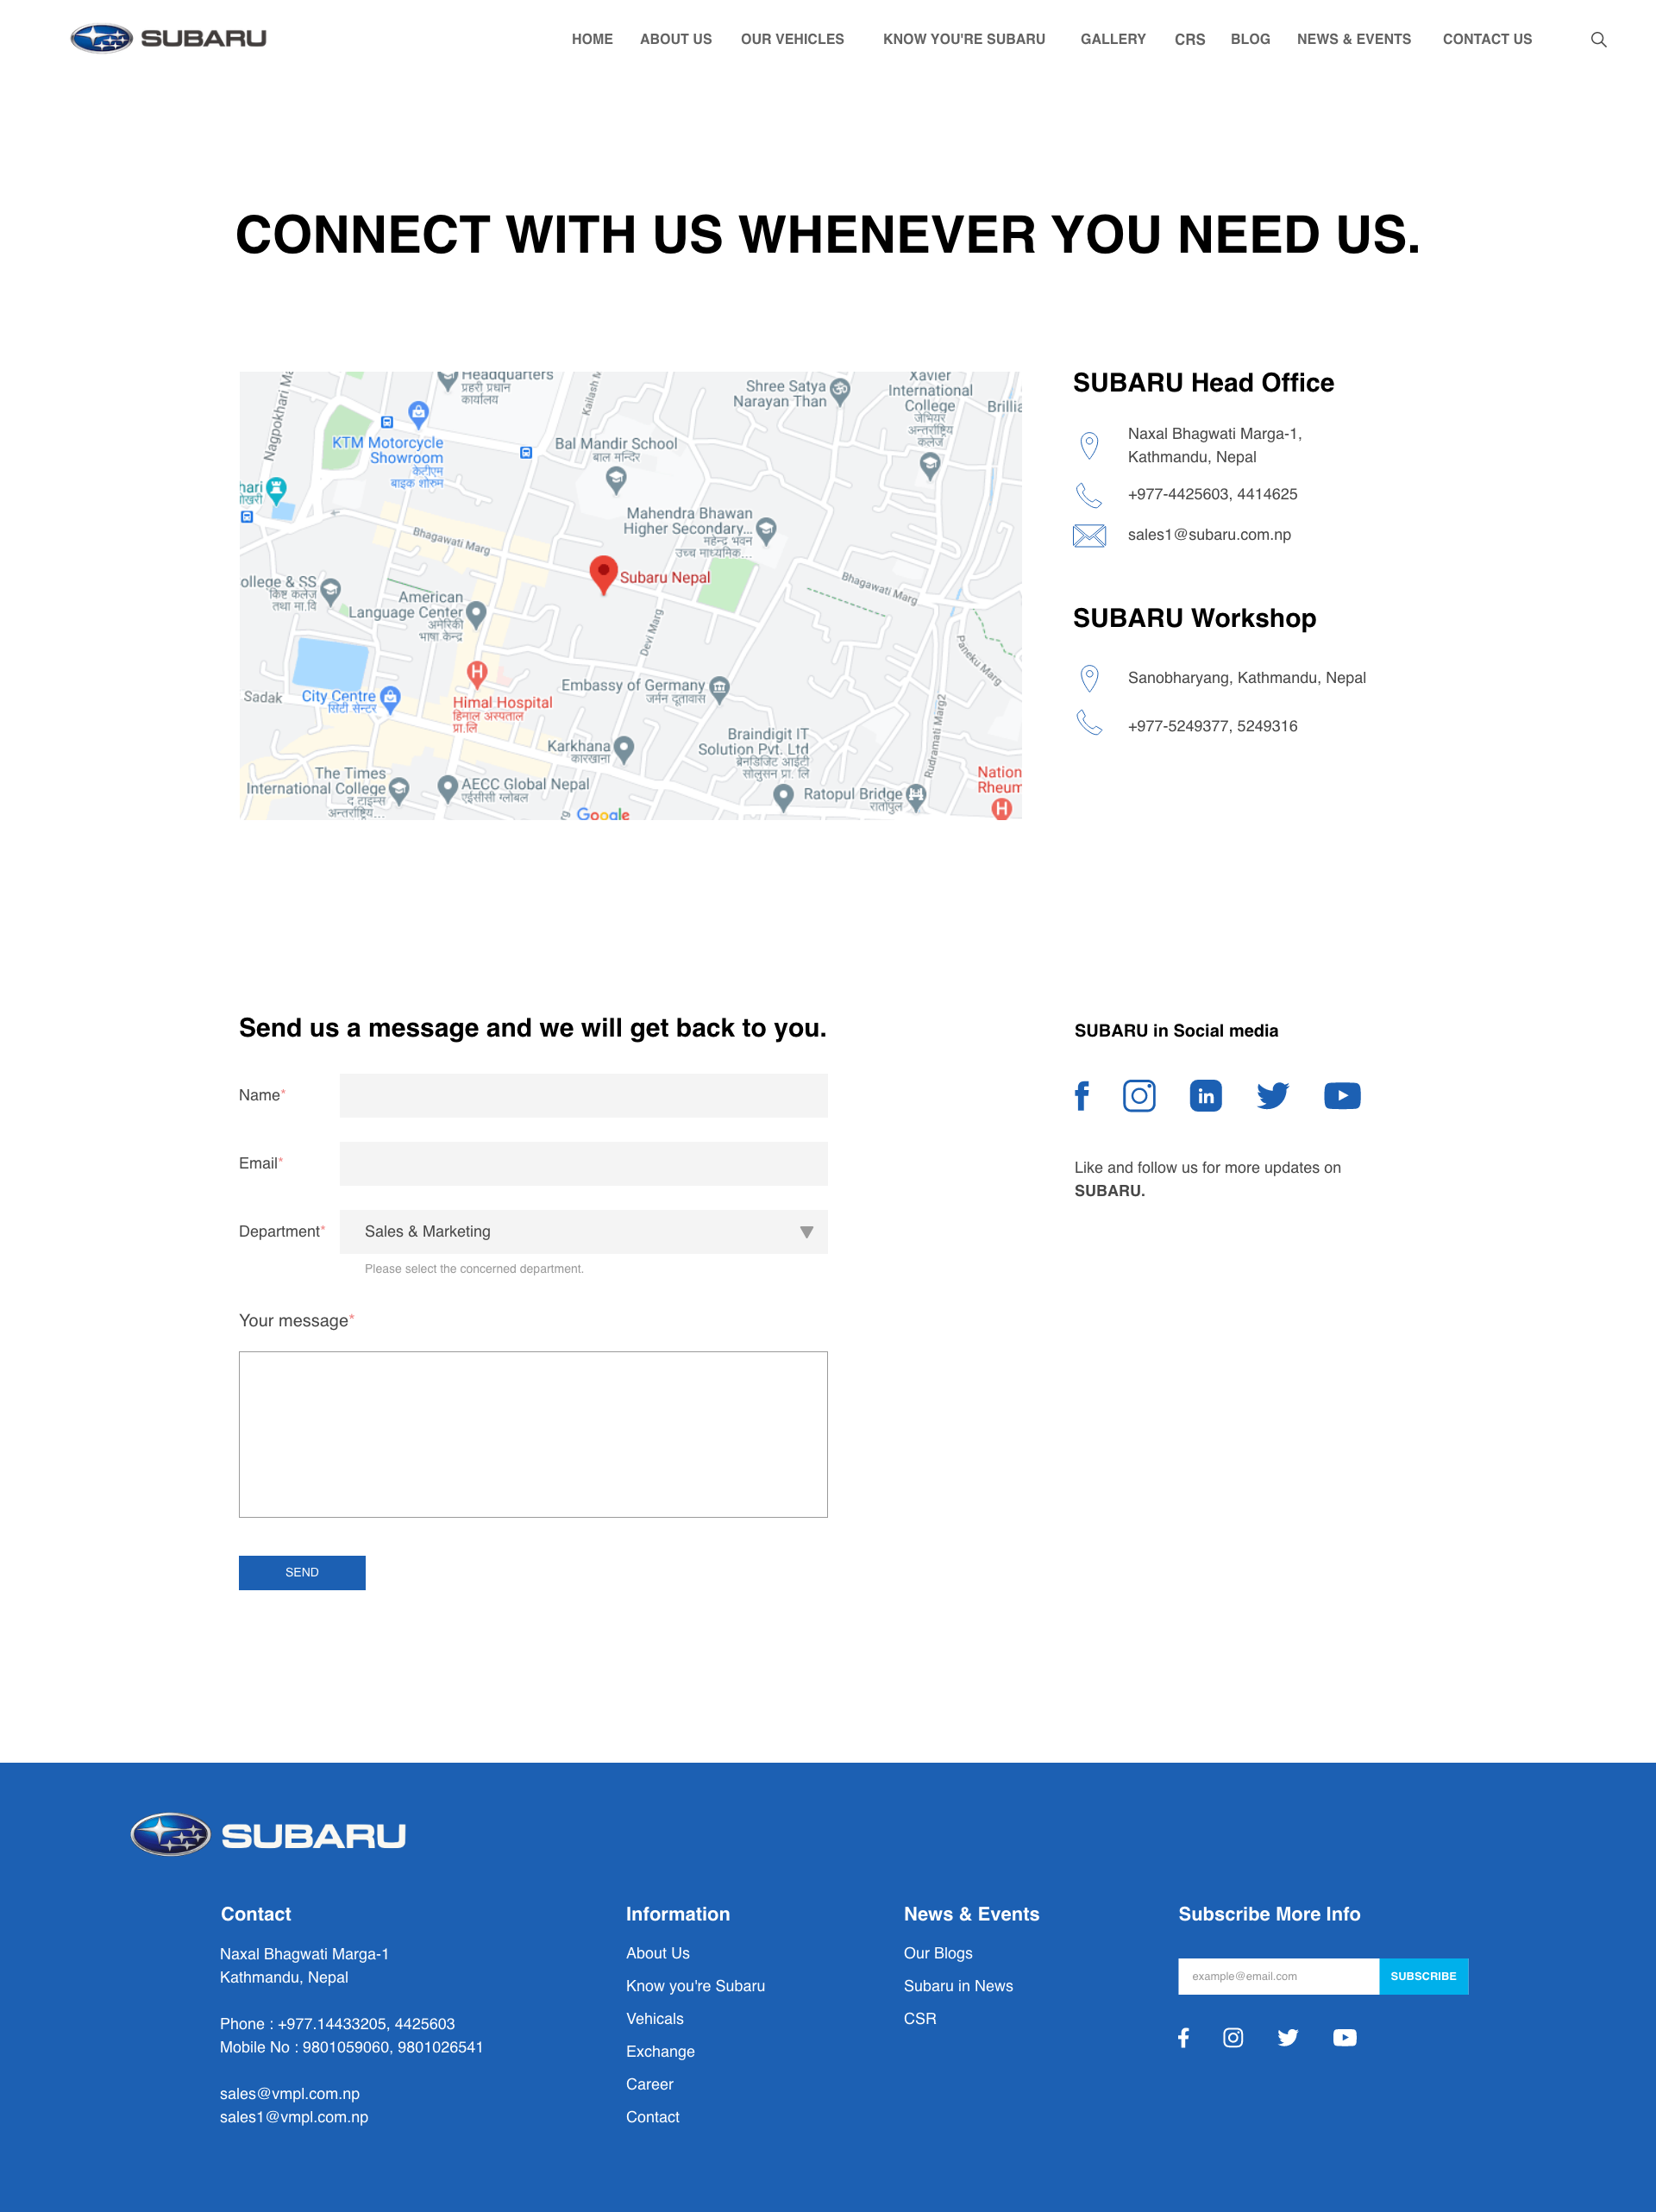 SUBARU
HOME ABOUT US OUR VEHICLES KNOW YOU'RE SUBARU GALLERY CRS BLOG NEWS & EVENTS CONTACT US
CONNECT WITH US WHENEVER YOU NEED US.
Headquarters
प्रहरी प्रधान
कार्यालय
Nagpokhari Ma
Kailash M
Shree Satya
Narayan Than
Xavier
International
College
जेभियर
अन्तर्राष्ट्रिय
कलेज
Brillia
KTM Motorcycle
Showroom
केटीएम
बाइक शोरुम
Bal Mandir School
बाल मन्दिर
hari
Mahendra Bhawan
Higher Secondary...
महेन्द्र भवन
उच्च माध्यमिक...
Bhagawati Marg
Subaru Nepal
Bhagawati Marg
ollege & SS
किष्ट कलेज
तथा मा.वि
American
Language Center
अमेरिकी
भाषा केन्द्र
Devi Marg
Paneku Marg
Sadak
City Centre
सिटी सेन्टर
Himal Hospital
हिमाल अस्पताल
प्रा.लि
Embassy of Germany
जर्मन दूतावास
Rudramati Marg2
Karkhana
कारखाना
Braindigit IT
Solution Pvt. Ltd
ब्रेनडिजिट आईटी
सोलुसन प्रा. लि
The Times
International College
द टाइम्स
अन्तर्राष्ट्रिय...
AECC Global Nepal
एईसीसी ग्लोबल
Ratopul Bridge
रातोपुल
Nation
Rheum
Google
SUBARU Head Office
Naxal Bhagwati Marga-1,
Kathmandu, Nepal
+977-4425603, 4414625
sales1@subaru.com.np
SUBARU Workshop
Sanobharyang, Kathmandu, Nepal
+977-5249377, 5249316
Send us a message and we will get back to you.
Name*
Email*
Department* Sales & Marketing
Please select the concerned department.
Your message*
SEND
SUBARU in Social media
Like and follow us for more updates on
SUBARU.
SUBARU
Contact
Naxal Bhagwati Marga-1
Kathmandu, Nepal
Phone : +977.14433205, 4425603
Mobile No : 9801059060, 9801026541
sales@vmpl.com.np
sales1@vmpl.com.np
Information
About Us
Know you're Subaru
Vehicals
Exchange
Career
Contact
News & Events
Our Blogs
Subaru in News
CSR
Subscribe More Info
example@email.com SUBSCRIBE